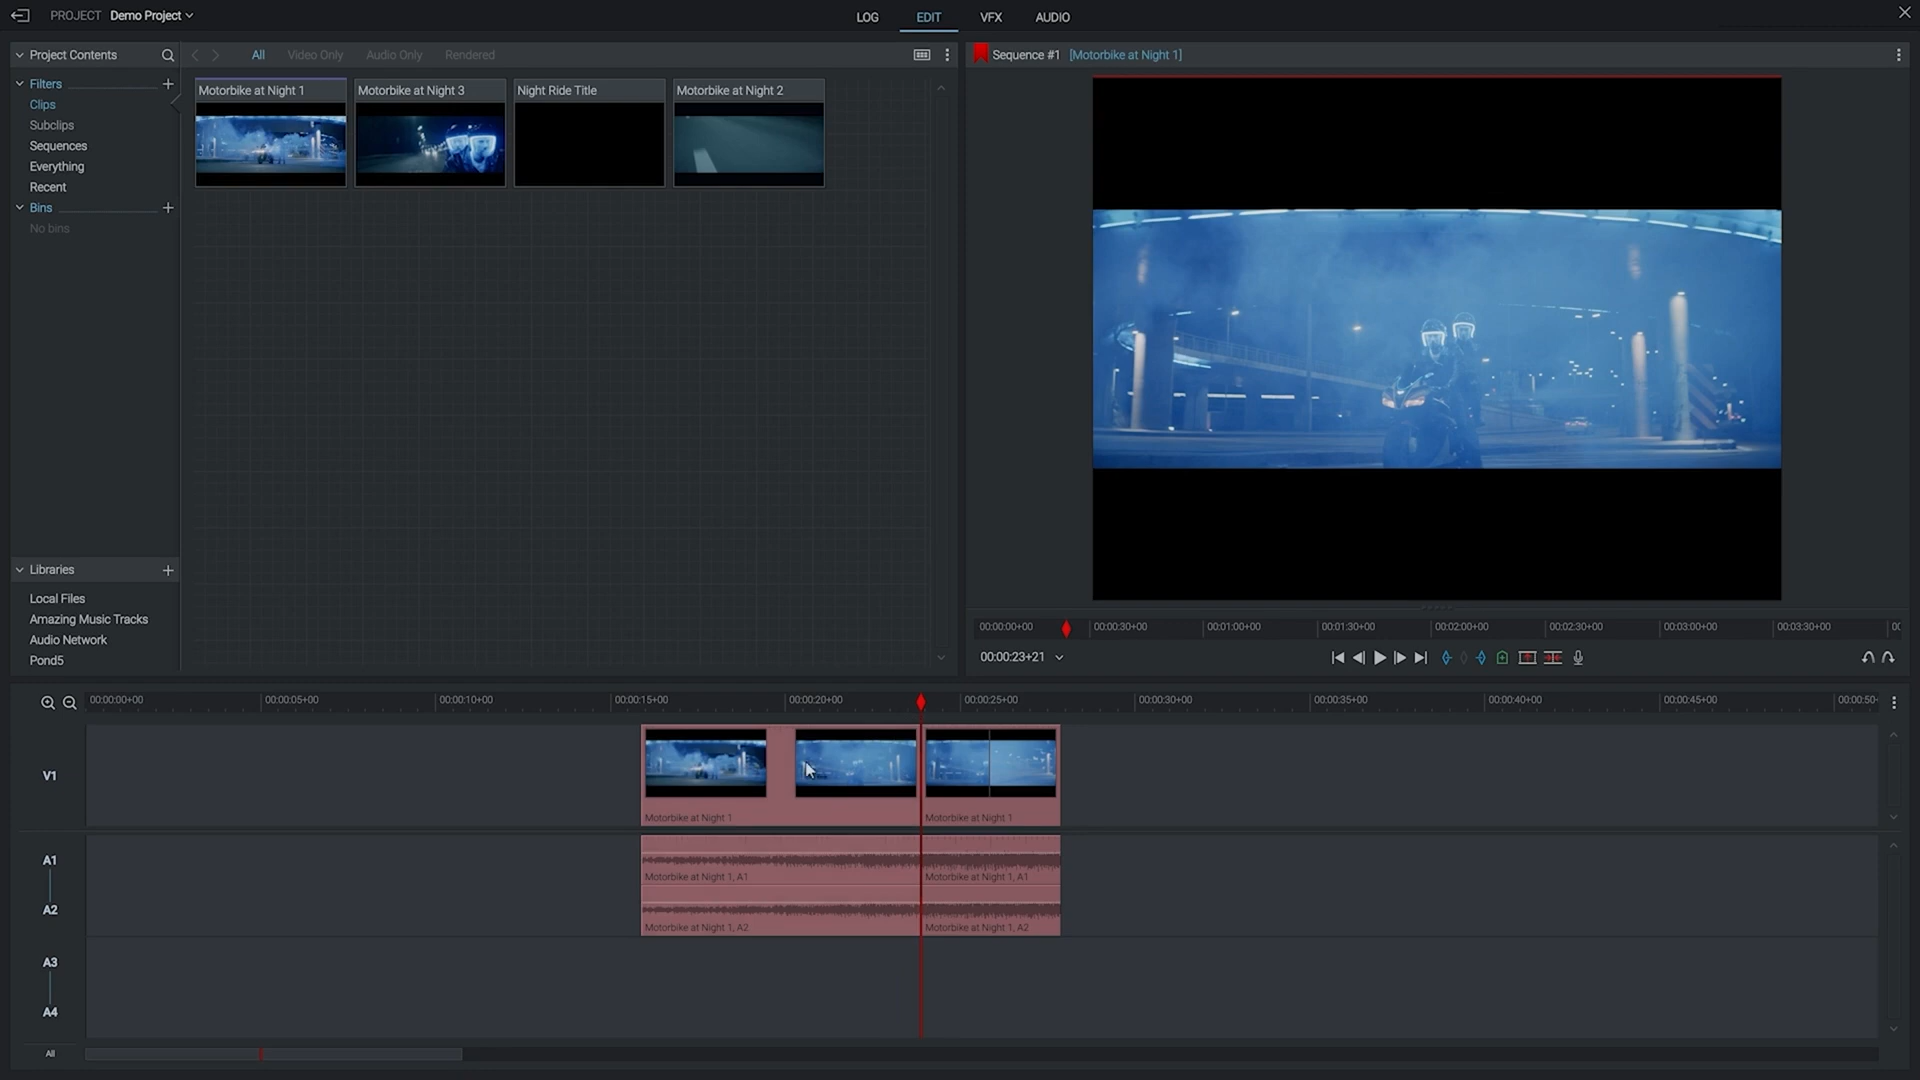 PROJECT Demo Project
LOG EDIT VFX AUDIO
Project Contents
All Video Only Audio Only Rendered
Sequence #1 [Motorbike at Night 1]
Filters
Clips
Subclips
Sequences
Everything
Recent
Bins
No bins
Motorbike at Night 1
Motorbike at Night 3
Night Ride Title
Motorbike at Night 2
Libraries
Local Files
Amazing Music Tracks
Audio Network
Pond5
00:00:00+00 00:00:30+00 00:01:00+00 00:01:30+00 00:02:00+00 00:02:30+00 00:03:00+00 00:03:30+00
00:00:23+21
00:00:00+00 00:00:05+00 00:00:10+00 00:00:15+00 00:00:20+00 00:00:25+00 00:00:30+00 00:00:35+00 00:00:40+00 00:00:45+00 00:00:50+
V1
Motorbike at Night 1 Motorbike at Night 1
A1
Motorbike at Night 1, A1 Motorbike at Night 1, A1
A2
Motorbike at Night 1, A2 Motorbike at Night 1, A2
A3
A4
All